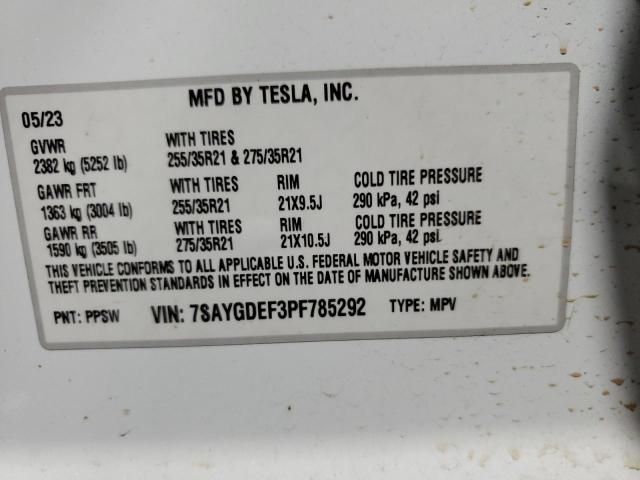 MFD BY TESLA, INC.
05/23
GVWR WITH TIRES
2382 kg (5252 lb) 255/35R21 & 275/35R21
GAWR FRT WITH TIRES RIM COLD TIRE PRESSURE
1363 kg (3004 lb) 255/35R21 21X9.5J 290 kPa, 42 psi
GAWR RR WITH TIRES RIM COLD TIRE PRESSURE
1590 kg (3505 lb) 275/35R21 21X10.5J 290 kPa, 42 psi
THIS VEHICLE CONFORMS TO ALL APPLICABLE U.S. FEDERAL MOTOR VEHICLE SAFETY AND
THEFT PREVENTION STANDARDS IN EFFECT ON THE DATE OF MANUFACTURE SHOWN ABOVE.
PNT: PPSW VIN: 7SAYGDEF3PF785292 TYPE: MPV